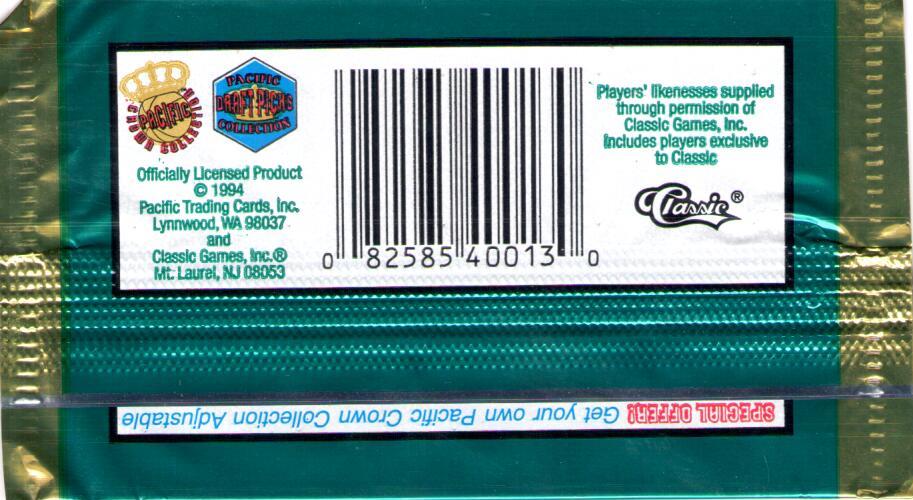 PACIFIC
CROWN COLLECTION
PACIFIC
DRAFT PICKS
COLLECTION
Officially Licensed Product
© 1994
Pacific Trading Cards, Inc.
Lynnwood, WA 98037
and
Classic Games, Inc.®
Mt. Laurel, NJ 08053
0 82585 40013 0
Players' likenesses supplied
through permission of
Classic Games, Inc.
Includes players exclusive
to Classic
Classic®
SPECIAL OFFER! Get your own Pacific Crown Collection Adjustable